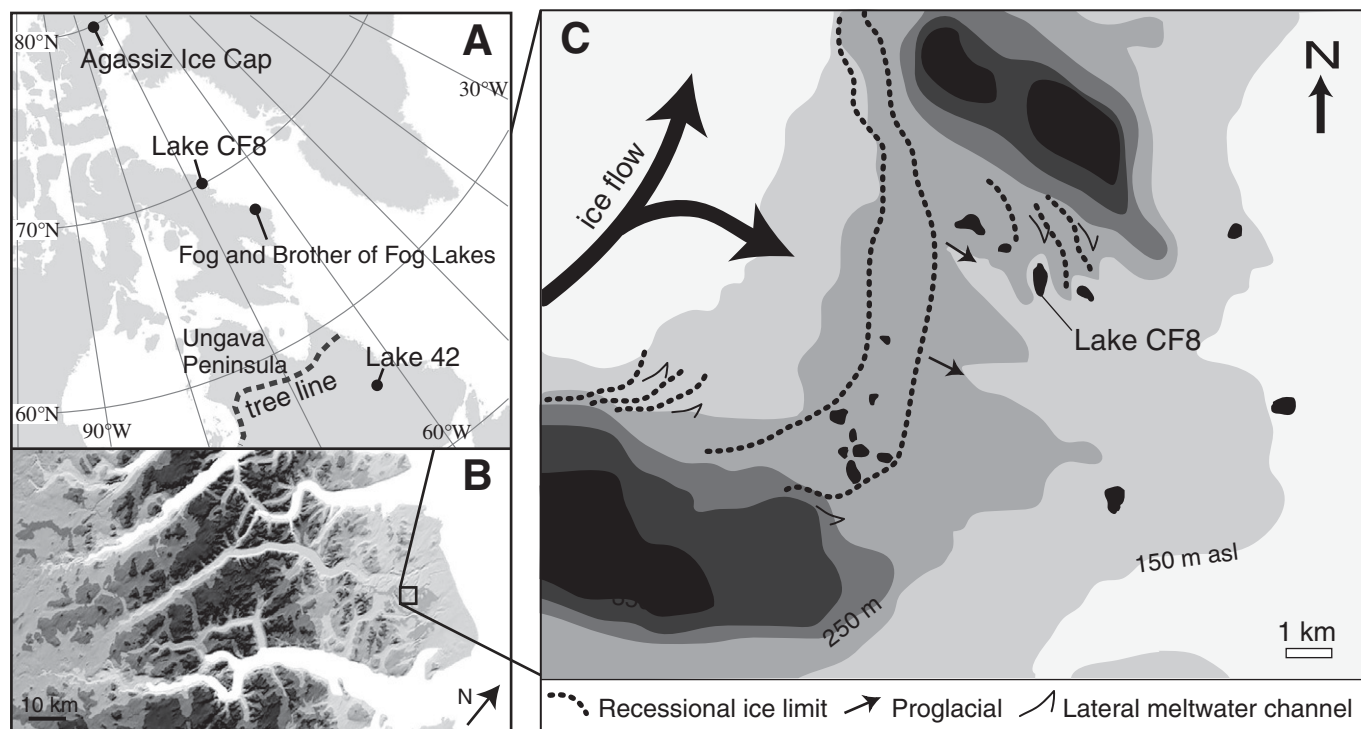 A
80°N
Agassiz Ice Cap
30°W
Lake CF8
70°N
Fog and Brother of Fog Lakes
Ungava
Peninsula
Lake 42
tree line
60°N
90°W
60°W
B
N
10 km
C
N
ice flow
Lake CF8
150 m asl
250 m
1 km
Recessional ice limit
Proglacial
Lateral meltwater channel